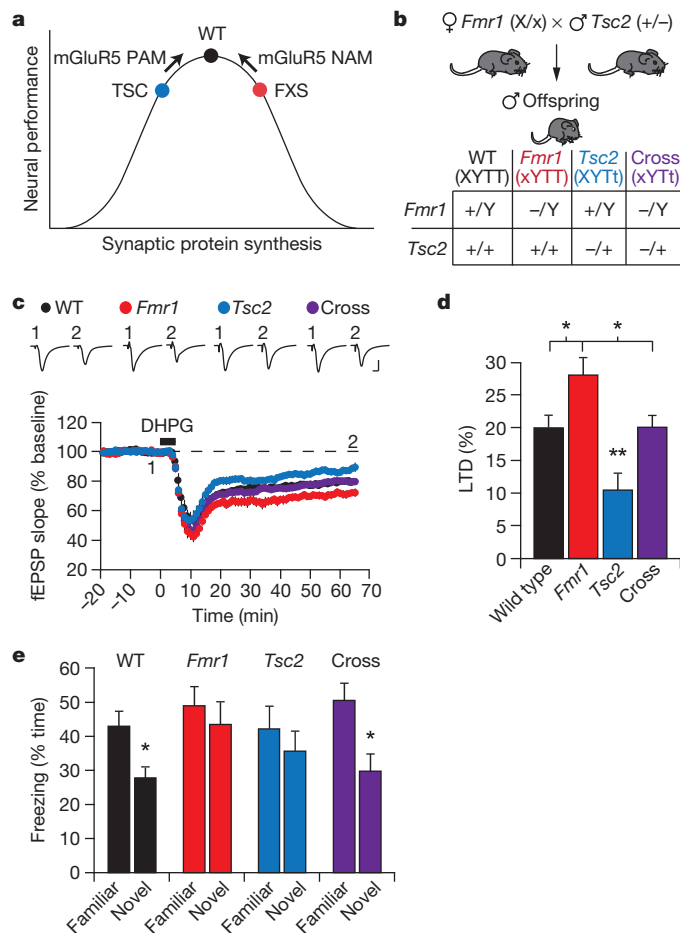 a
WT
mGluR5 PAM
mGluR5 NAM
TSC
FXS
Neural performance
Synaptic protein synthesis
b
♀ Fmr1 (X/x) × ♂ Tsc2 (+/−)
♂ Offspring
WT Fmr1 Tsc2 Cross
(XYTT) (xYTT) (XYTt) (xYTt)
Fmr1 +/Y −/Y +/Y −/Y
Tsc2 +/+ +/+ −/+ −/+
c
WT Fmr1 Tsc2 Cross
1 2 1 2 1 2 1 2
fEPSP slope (% baseline)
120
100
80
60
40
20
DHPG
1
2
−20 −10 0 10 20 30 40 50 60 70
Time (min)
d
* *
LTD (%)
30
25
20
15
10
5
0
**
Wild type Fmr1 Tsc2 Cross
e
WT Fmr1 Tsc2 Cross
Freezing (% time)
60
50
40
30
20
10
0
* *
Familiar Novel Familiar Novel Familiar Novel Familiar Novel